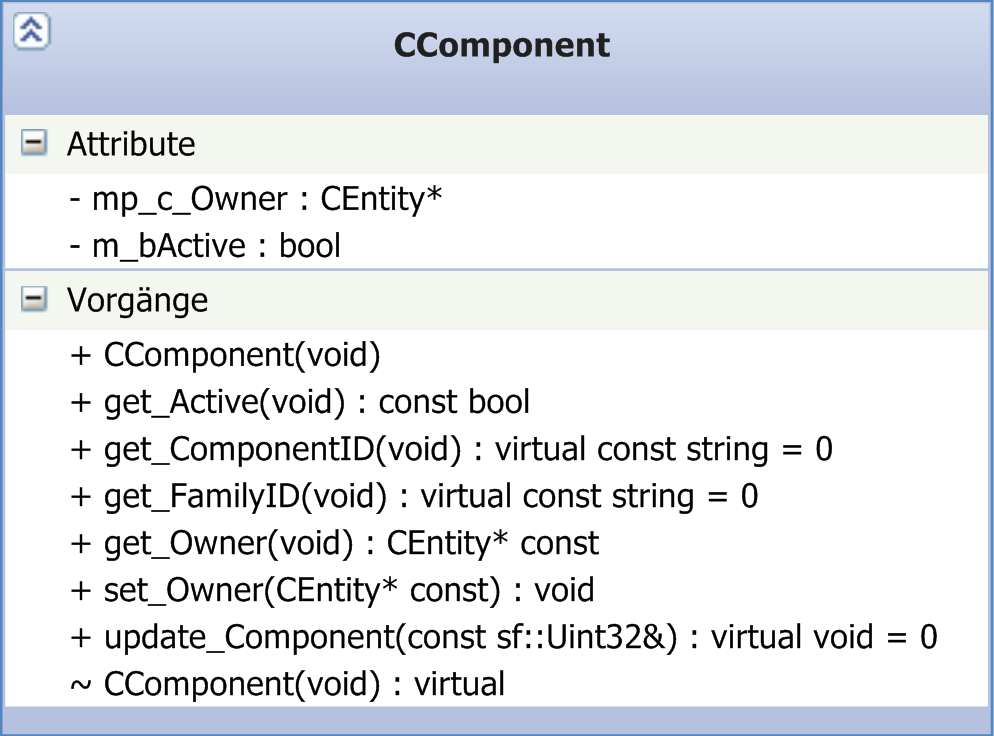 CComponent
Attribute
- mp_c_Owner : CEntity*
- m_bActive : bool
Vorgänge
+ CComponent(void)
+ get_Active(void) : const bool
+ get_ComponentID(void) : virtual const string = 0
+ get_FamilyID(void) : virtual const string = 0
+ get_Owner(void) : CEntity* const
+ set_Owner(CEntity* const) : void
+ update_Component(const sf::Uint32&) : virtual void = 0
~ CComponent(void) : virtual